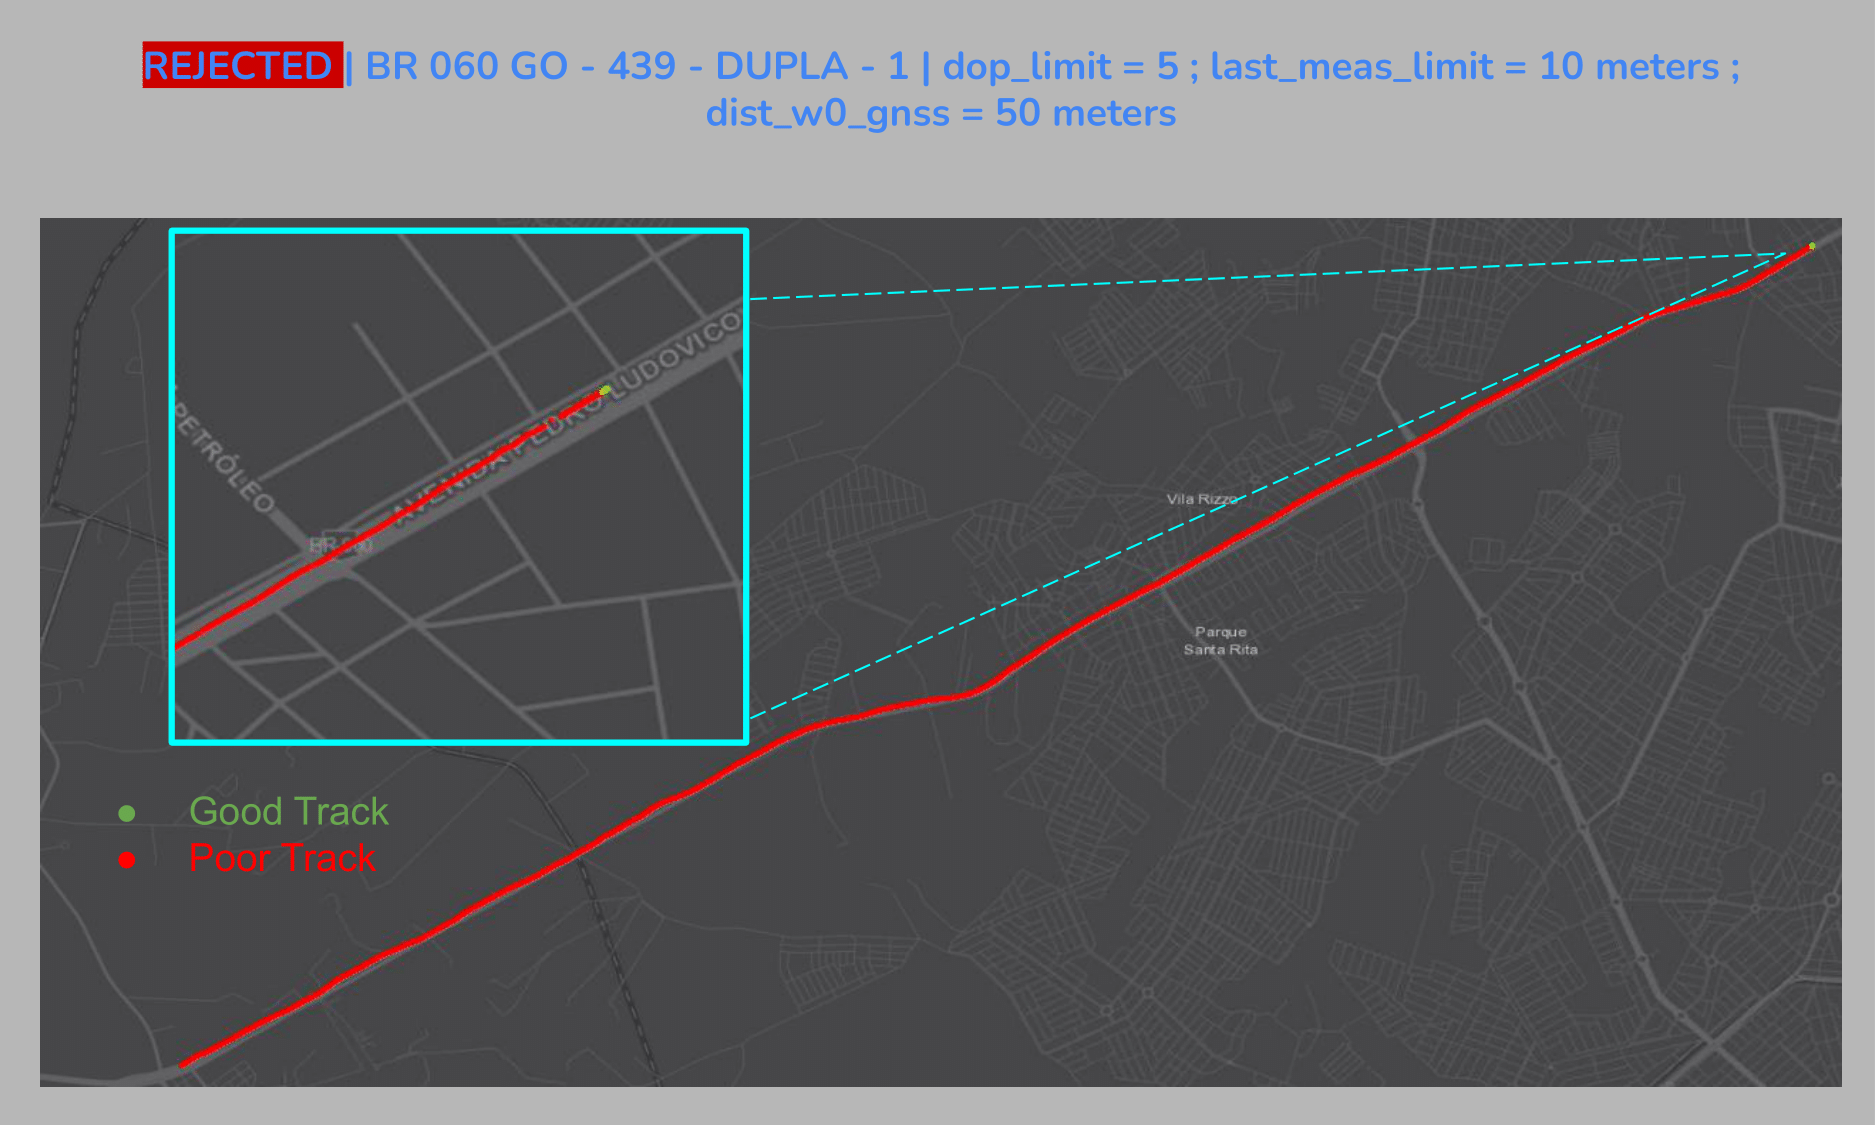 REJECTED | BR 060 GO - 439 - DUPLA - 1 | dop_limit = 5 ; last_meas_limit = 10 meters ;
dist_w0_gnss = 50 meters
AVENIDA PEDRO LUDOVICO
PETRÓLEO
Vila Rizzo
Parque
Santa Rita
Good Track
Poor Track